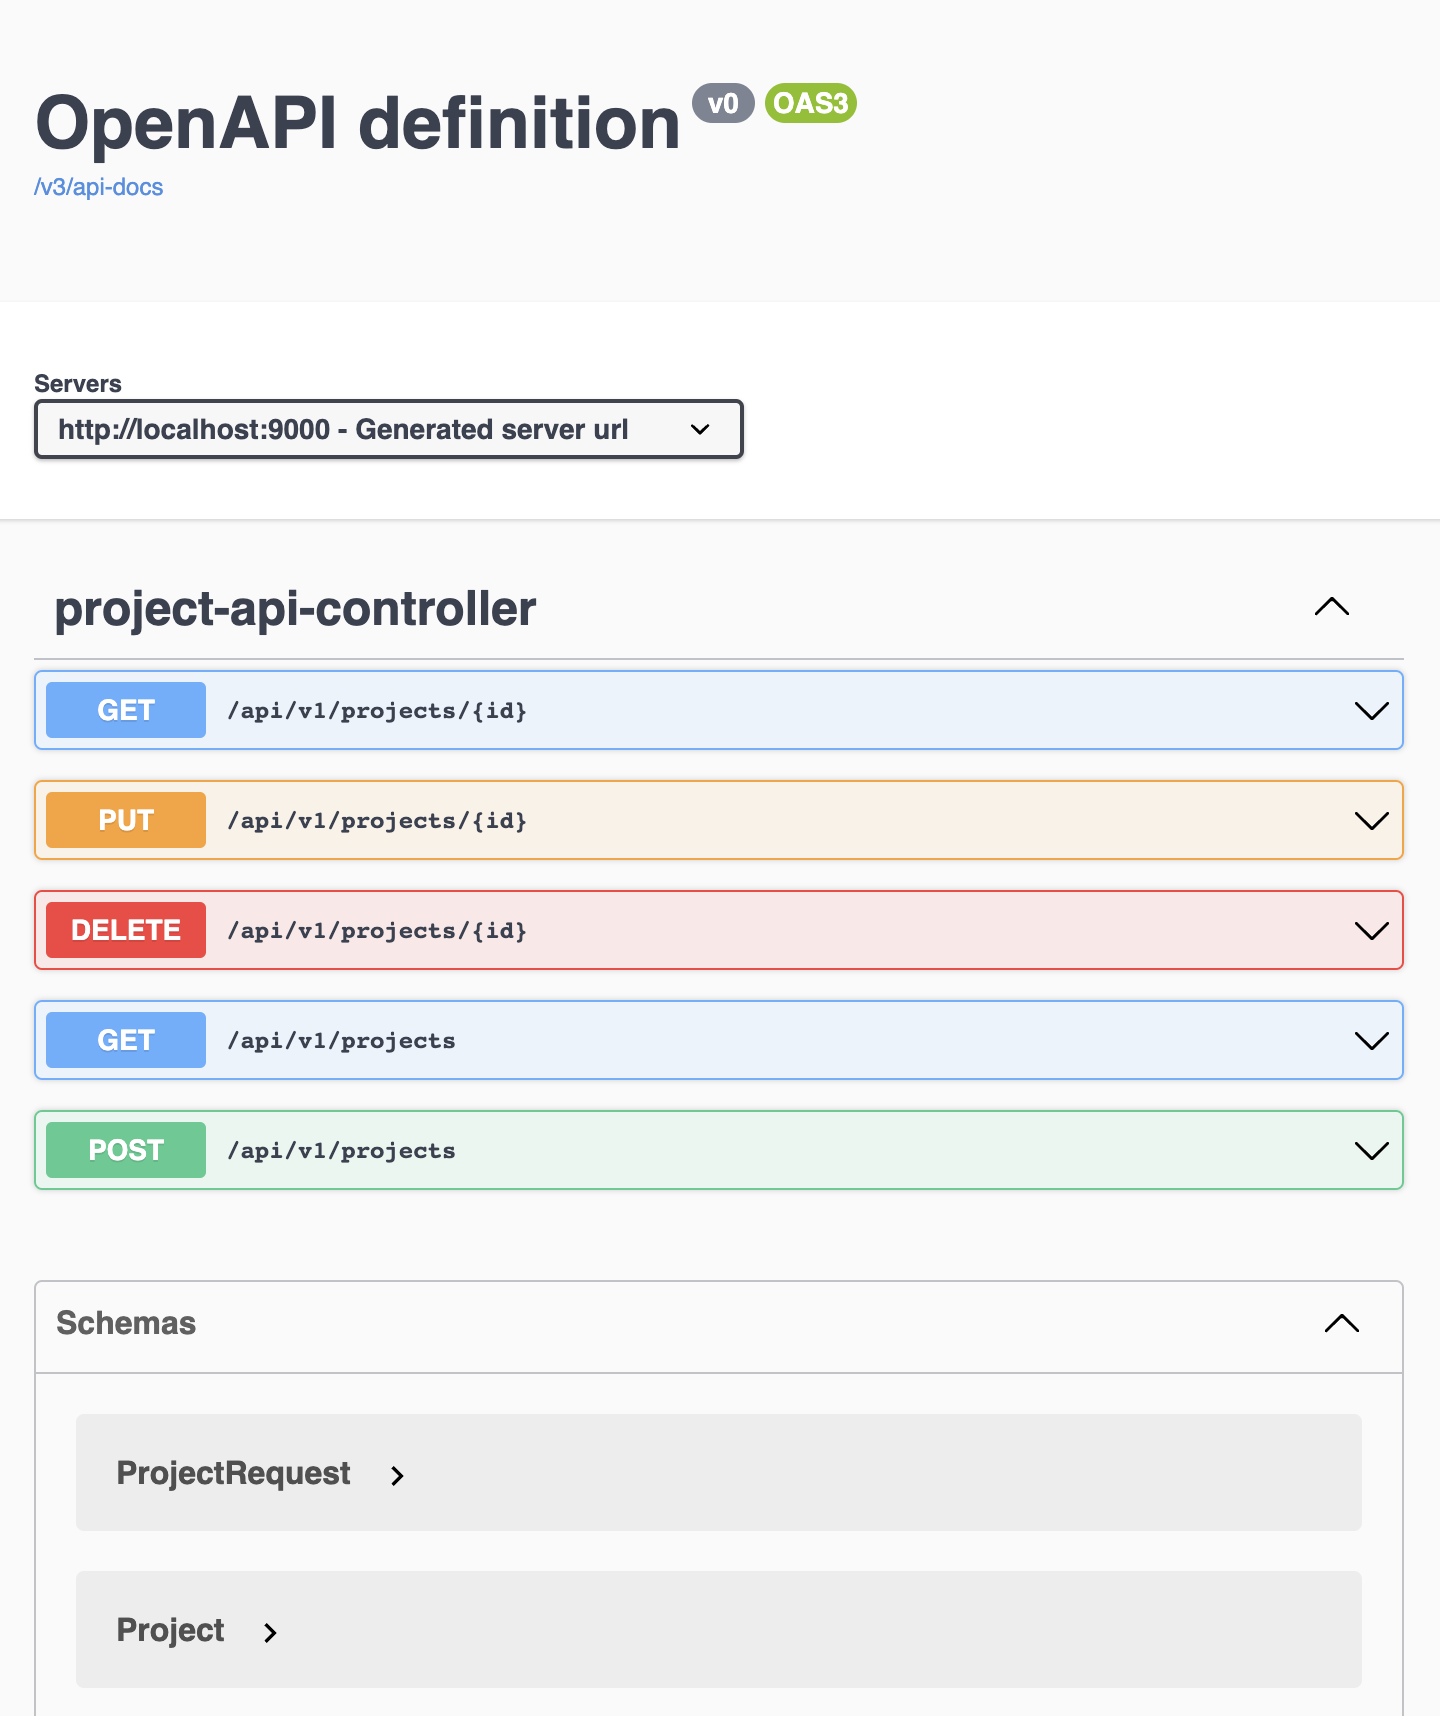 OpenAPI definition v0 OAS3
/v3/api-docs
Servers
http://localhost:9000 - Generated server url
project-api-controller
GET /api/v1/projects/{id}
PUT /api/v1/projects/{id}
DELETE /api/v1/projects/{id}
GET /api/v1/projects
POST /api/v1/projects
Schemas
ProjectRequest
Project